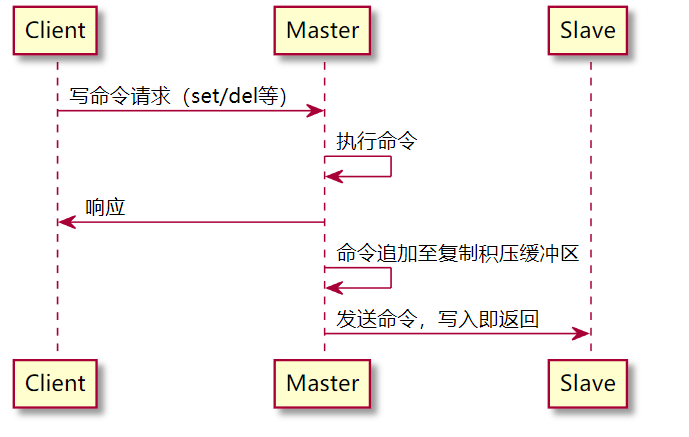 Client Master Slave
写命令请求（set/del等）
执行命令
响应
命令追加至复制积压缓冲区
发送命令，写入即返回
Client Master Slave